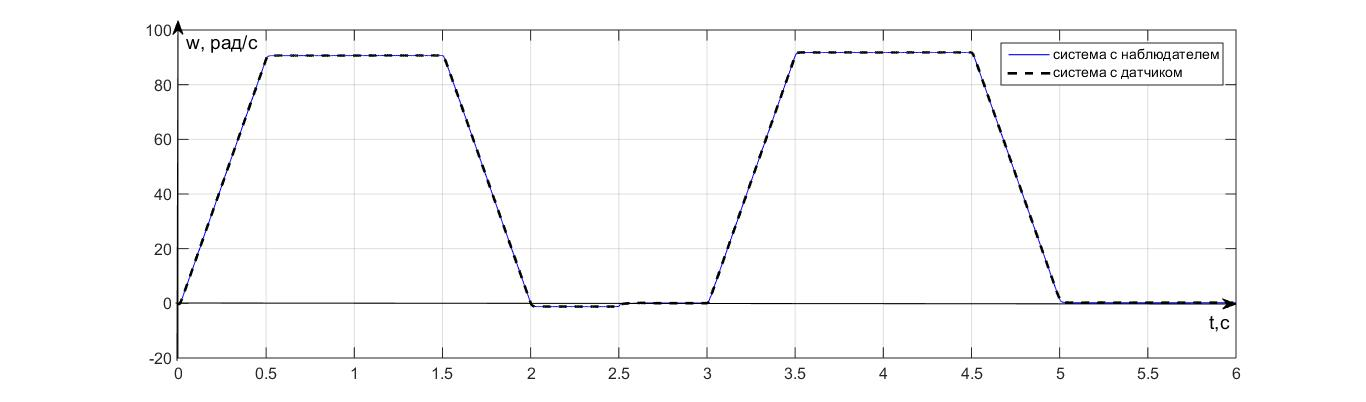 100
w, рад/с
система с наблюдателем
система с датчиком
80
60
40
20
0
-20
t,с
0 0.5 1 1.5 2 2.5 3 3.5 4 4.5 5 5.5 6